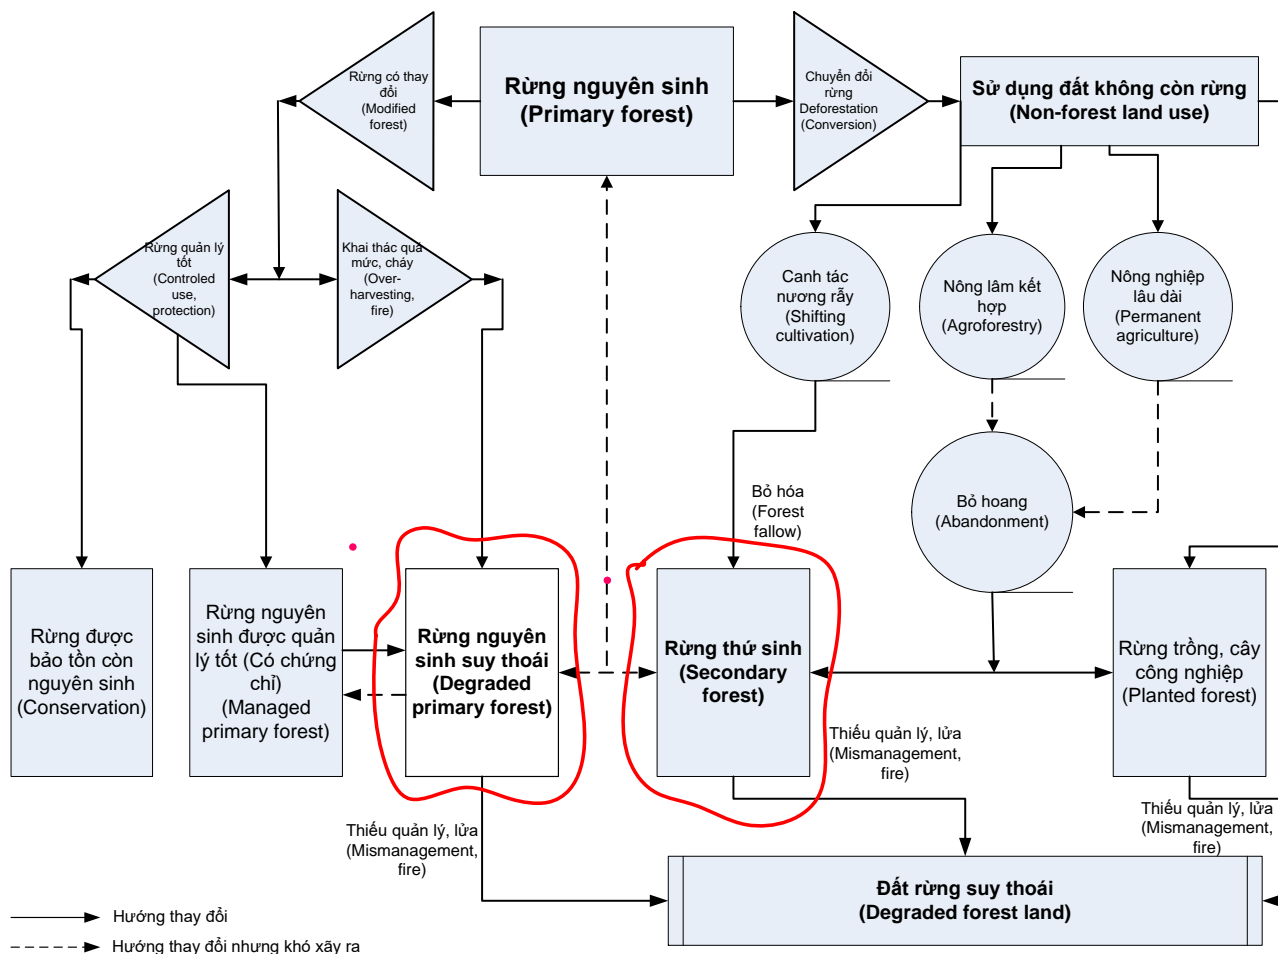 Rừng nguyên sinh
(Primary forest)
Rừng có thay
đổi
(Modified
forest)
Chuyển đổi
rừng
Deforestation
(Conversion)
Sử dụng đất không còn rừng
(Non-forest land use)
Rừng quản lý
tốt
(Controled
use,
protection)
Khai thác quá
mức, cháy
(Over-
harvesting,
fire)
Canh tác
nương rẫy
(Shifting
cultivation)
Nông lâm kết
hợp
(Agroforestry)
Nông nghiệp
lâu dài
(Permanent
agriculture)
Bỏ hóa
(Forest
fallow)
Bỏ hoang
(Abandonment)
Rừng được
bảo tồn còn
nguyên sinh
(Conservation)
Rừng nguyên
sinh được quản
lý tốt (Có chứng
chỉ)
(Managed
primary forest)
Rừng nguyên
sinh suy thoái
(Degraded
primary forest)
Rừng thứ sinh
(Secondary
forest)
Rừng trồng, cây
công nghiệp
(Planted forest)
Thiếu quản lý, lửa
(Mismanagement,
fire)
Thiếu quản lý, lửa
(Mismanagement,
fire)
Thiếu quản lý, lửa
(Mismanagement,
fire)
Đất rừng suy thoái
(Degraded forest land)
Hướng thay đổi
Hướng thay đổi nhưng khó xãy ra